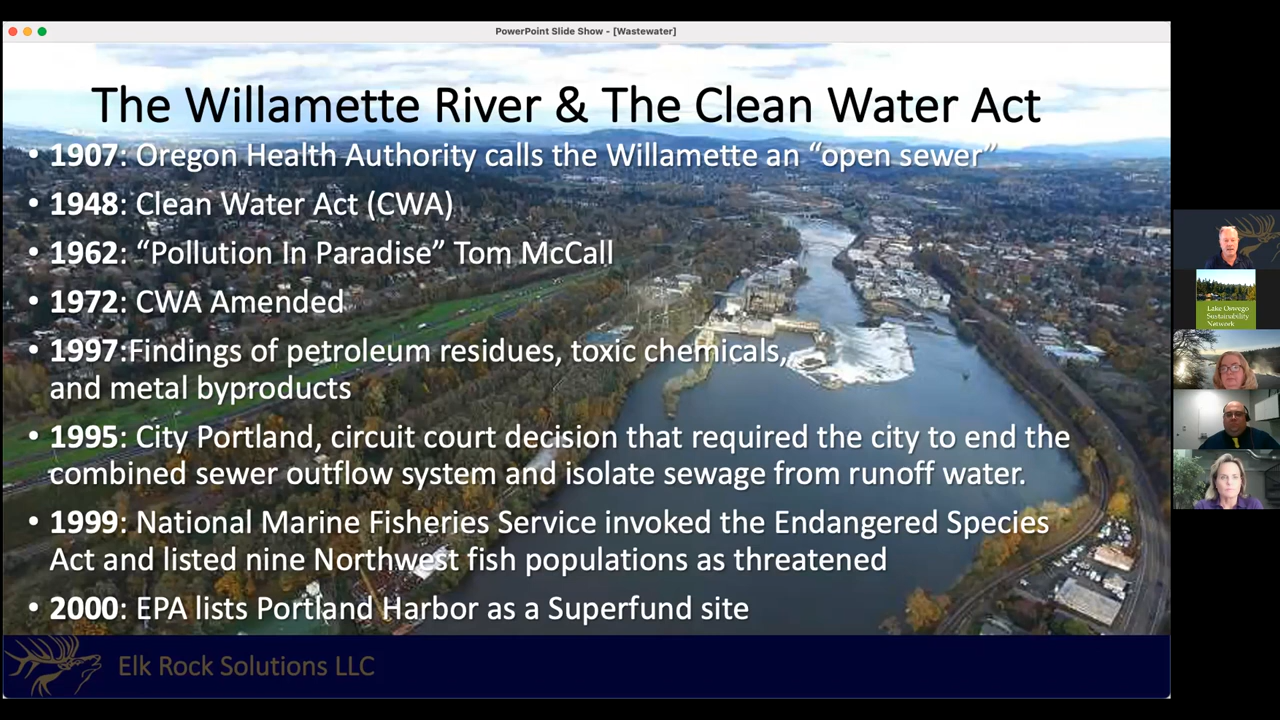 PowerPoint Slide Show - [Wastewater]
The Willamette River & The Clean Water Act
• 1907: Oregon Health Authority calls the Willamette an “open sewer”
• 1948: Clean Water Act (CWA)
• 1962: “Pollution In Paradise” Tom McCall
• 1972: CWA Amended
• 1997:Findings of petroleum residues, toxic chemicals,
and metal byproducts
• 1995: City Portland, circuit court decision that required the city to end the
combined sewer outflow system and isolate sewage from runoff water.
• 1999: National Marine Fisheries Service invoked the Endangered Species
Act and listed nine Northwest fish populations as threatened
• 2000: EPA lists Portland Harbor as a Superfund site
Elk Rock Solutions LLC
Lake Oswego
Sustainability
Network